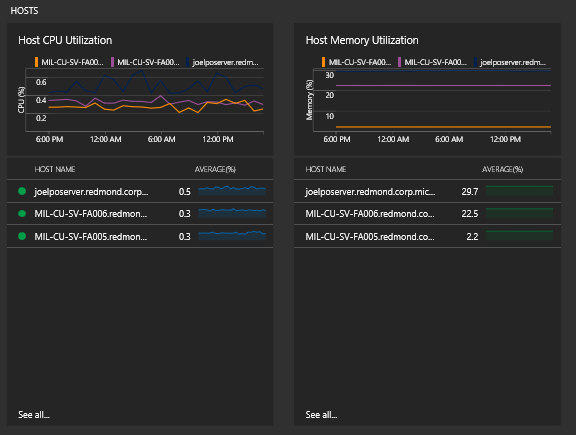 HOSTS
Host CPU Utilization
MIL-CU-SV-FA00... MIL-CU-SV-FA00... joelposerver.redm...
CPU (%)
0.6
0.4
0.2
6:00 PM 12:00 AM 06:00 AM 12:00 PM
HOST NAME AVERAGE(%)
joelposerver.redmond.corp... 0.5
MIL-CU-SV-FA006.redmon... 0.3
MIL-CU-SV-FA005.redmon... 0.3
See all...
Host Memory Utilization
MIL-CU-SV-FA00... MIL-CU-SV-FA00... joelposerver.redm...
Memory (%)
30
20
10
6:00 PM 12:00 AM 06:00 AM 12:00 PM
HOST NAME AVERAGE(%)
joelposerver.redmond.corp.mic... 29.7
MIL-CU-SV-FA006.redmond.co... 22.5
MIL-CU-SV-FA005.redmond.co... 2.2
See all...